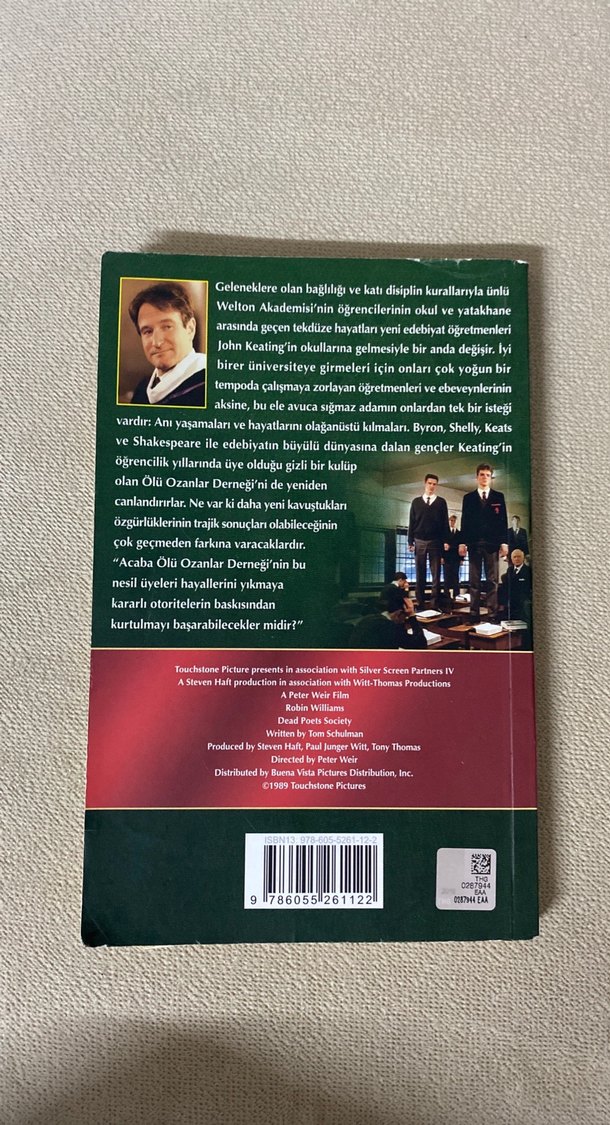 Geleneklere olan bağlılığı ve katı disiplin kurallarıyla ünlü
Welton Akademisi'nin öğrencilerinin okul ve yatakhane
arasında geçen tekdüze hayatları yeni edebiyat öğretmenleri
John Keating'in okullarına gelmesiyle bir anda değişir. İyi
birer üniversiteye girmeleri için onları çok yoğun bir
tempoda çalışmaya zorlayan öğretmenleri ve ebeveynlerinin
aksine, bu ele avuca sığmaz adamın onlardan tek bir isteği
vardır: Anı yaşamaları ve hayatlarını olağanüstü kılmaları. Byron, Shelly, Keats
ve Shakespeare ile edebiyatın büyülü dünyasına dalan gençler Keating'in
öğrencilik yıllarında üye olduğu gizli bir kulüp
olan Ölü Ozanlar Derneği'ni de yeniden
canlandırırlar. Ne var ki daha yeni kavuştukları
özgürlüklerinin trajik sonuçları olabileceğinin
çok geçmeden farkına varacaklardır.
“Acaba Ölü Ozanlar Derneği'nin bu
nesil üyeleri hayallerini yıkmaya
kararlı otoritelerin baskısından
kurtulmayı başarabilecekler midir?”
Touchstone Picture presents in association with Silver Screen Partners IV
A Steven Haft production in association with Witt-Thomas Productions
A Peter Weir Film
Robin Williams
Dead Poets Society
Written by Tom Schulman
Produced by Steven Haft, Paul Junger Witt, Tony Thomas
Directed by Peter Weir
Distributed by Buena Vista Pictures Distribution, Inc.
©1989 Touchstone Pictures
ISBN13 978-605-5261-12-2
9 786055 261122
THG
0287944
EAA
0287944 EAA